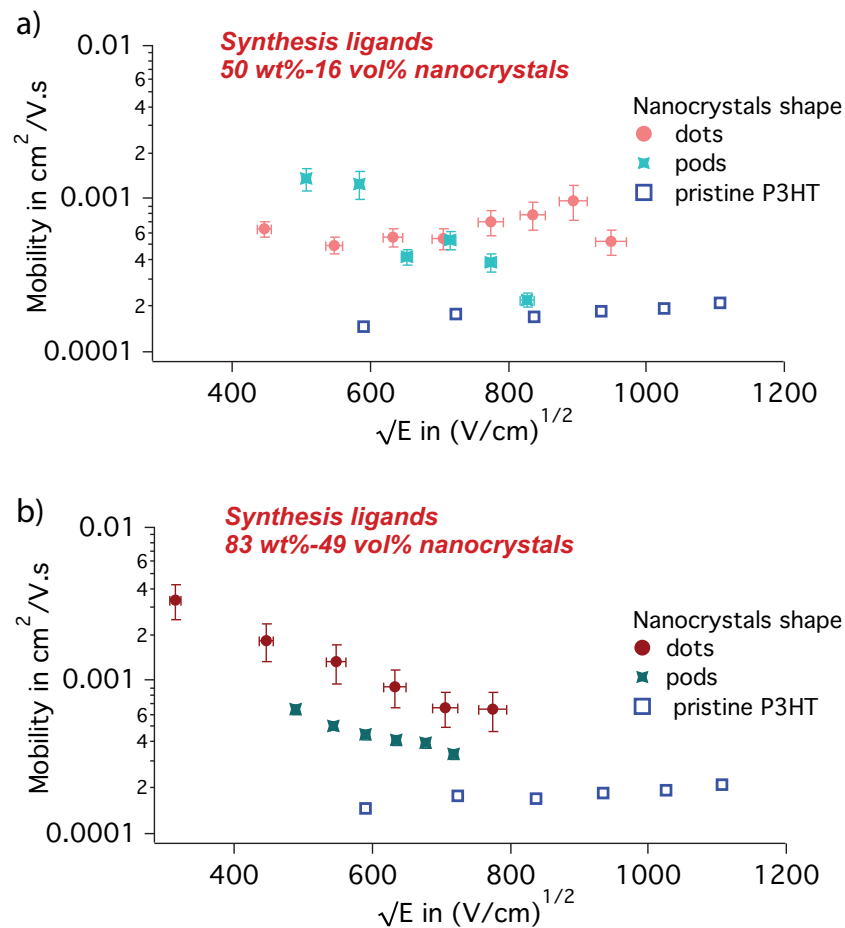 a)
Synthesis ligands
50 wt%-16 vol% nanocrystals
Nanocrystals shape
dots
pods
pristine P3HT
Mobility in cm²/V.s
0.01
6
4
2
0.001
6
4
2
0.0001
400 600 800 1000 1200
√E in (V/cm)^1/2
b)
Synthesis ligands
83 wt%-49 vol% nanocrystals
Nanocrystals shape
dots
pods
pristine P3HT
Mobility in cm²/V.s
0.01
6
4
2
0.001
6
4
2
0.0001
400 600 800 1000 1200
√E in (V/cm)^1/2